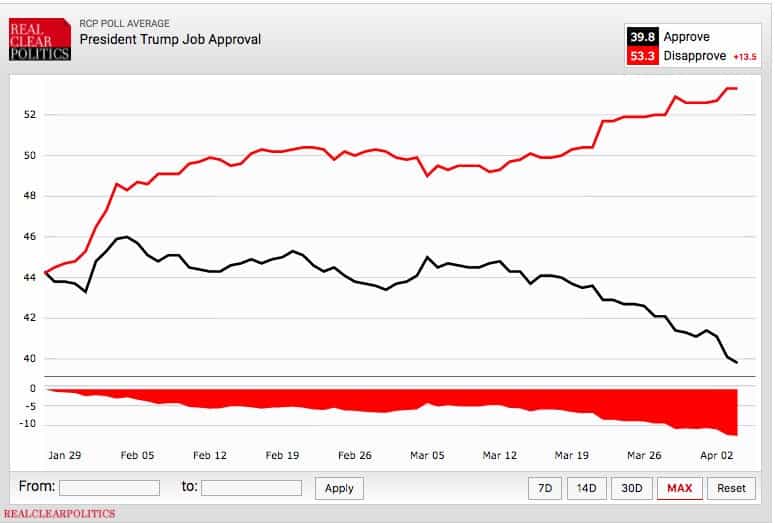 REAL
CLEAR
POLITICS
RCP POLL AVERAGE
President Trump Job Approval
39.8 Approve
53.3 Disapprove +13.5
52
50
48
46
44
42
40
0
-5
-10
Jan 29 Feb 05 Feb 12 Feb 19 Feb 26 Mar 05 Mar 12 Mar 19 Mar 26 Apr 02
From: to: Apply 7D 14D 30D MAX Reset
REALCLEARPOLITICS